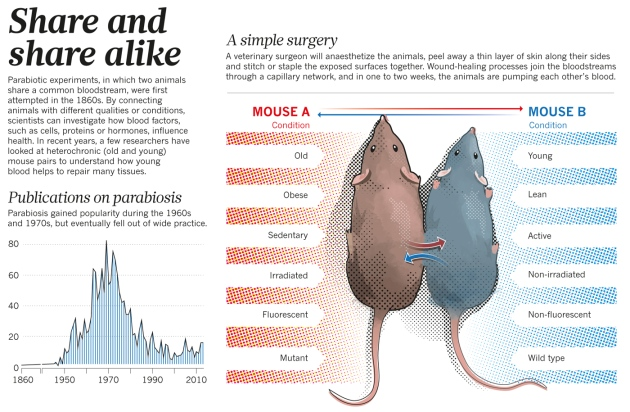 Share and
share alike
Parabiotic experiments, in which two animals
share a common bloodstream, were first
attempted in the 1860s. By connecting
animals with different qualities or conditions,
scientists can investigate how blood factors,
such as cells, proteins or hormones, influence
health. In recent years, a few researchers have
looked at heterochronic (old and young)
mouse pairs to understand how young
blood helps to repair many tissues.
Publications on parabiosis
Parabiosis gained popularity during the 1960s
and 1970s, but eventually fell out of wide practice.
80
60
40
20
0
1860 1950 1970 1990 2010
A simple surgery
A veterinary surgeon will anaesthetize the animals, peel away a thin layer of skin along their sides
and stitch or staple the exposed surfaces together. Wound-healing processes join the bloodstreams
through a capillary network, and in one to two weeks, the animals are pumping each other's blood.
MOUSE A MOUSE B
Condition Condition
Old Young
Obese Lean
Sedentary Active
Irradiated Non-irradiated
Fluorescent Non-fluorescent
Mutant Wild type